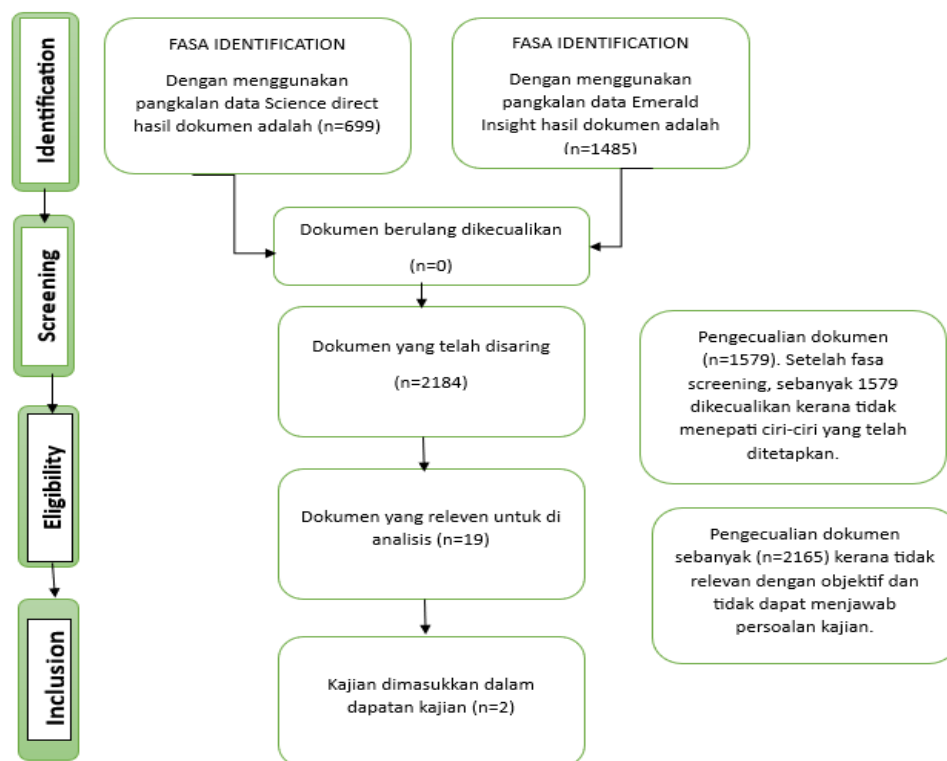 Identification
FASA IDENTIFICATION
Dengan menggunakan
pangkalan data Science direct
hasil dokumen adalah (n=699)
FASA IDENTIFICATION
Dengan menggunakan
pangkalan data Emerald
Insight hasil dokumen adalah
(n=1485)
Screening
Dokumen berulang dikecualikan
(n=0)
Dokumen yang telah disaring
(n=2184)
Pengecualian dokumen
(n=1579). Setelah fasa
screening, sebanyak 1579
dikecualikan kerana tidak
menepati ciri-ciri yang telah
ditetapkan.
Eligibility
Dokumen yang releven untuk di
analisis (n=19)
Pengecualian dokumen
sebanyak (n=2165) kerana tidak
relevan dengan objektif dan
tidak dapat menjawab
persoalan kajian.
Inclusion
Kajian dimasukkan dalam
dapatan kajian (n=2)